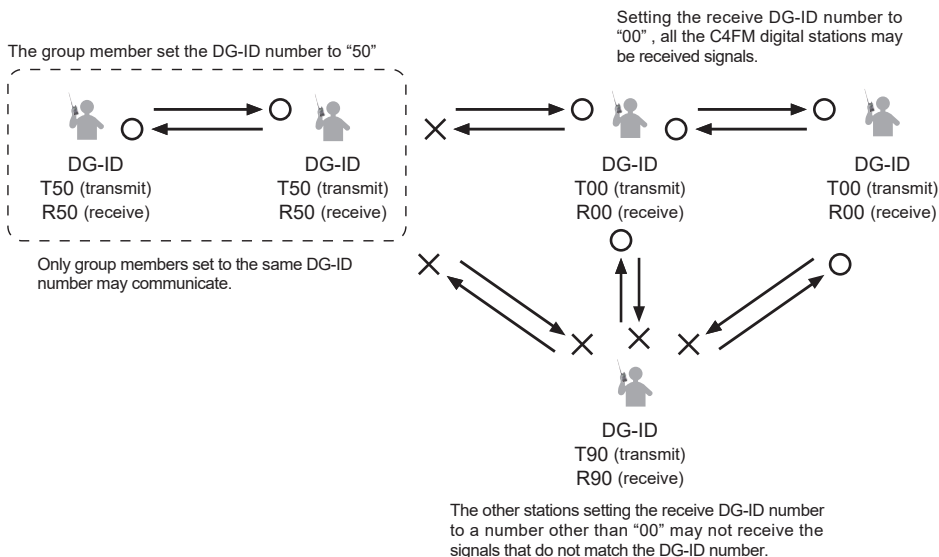 Setting the receive DG-ID number to
“00” , all the C4FM digital stations may
be received signals.
The group member set the DG-ID number to “50”
DG-ID
T50 (transmit)
R50 (receive)
DG-ID
T50 (transmit)
R50 (receive)
DG-ID
T00 (transmit)
R00 (receive)
DG-ID
T00 (transmit)
R00 (receive)
Only group members set to the same DG-ID
number may communicate.
DG-ID
T90 (transmit)
R90 (receive)
The other stations setting the receive DG-ID number
to a number other than “00” may not receive the
signals that do not match the DG-ID number.